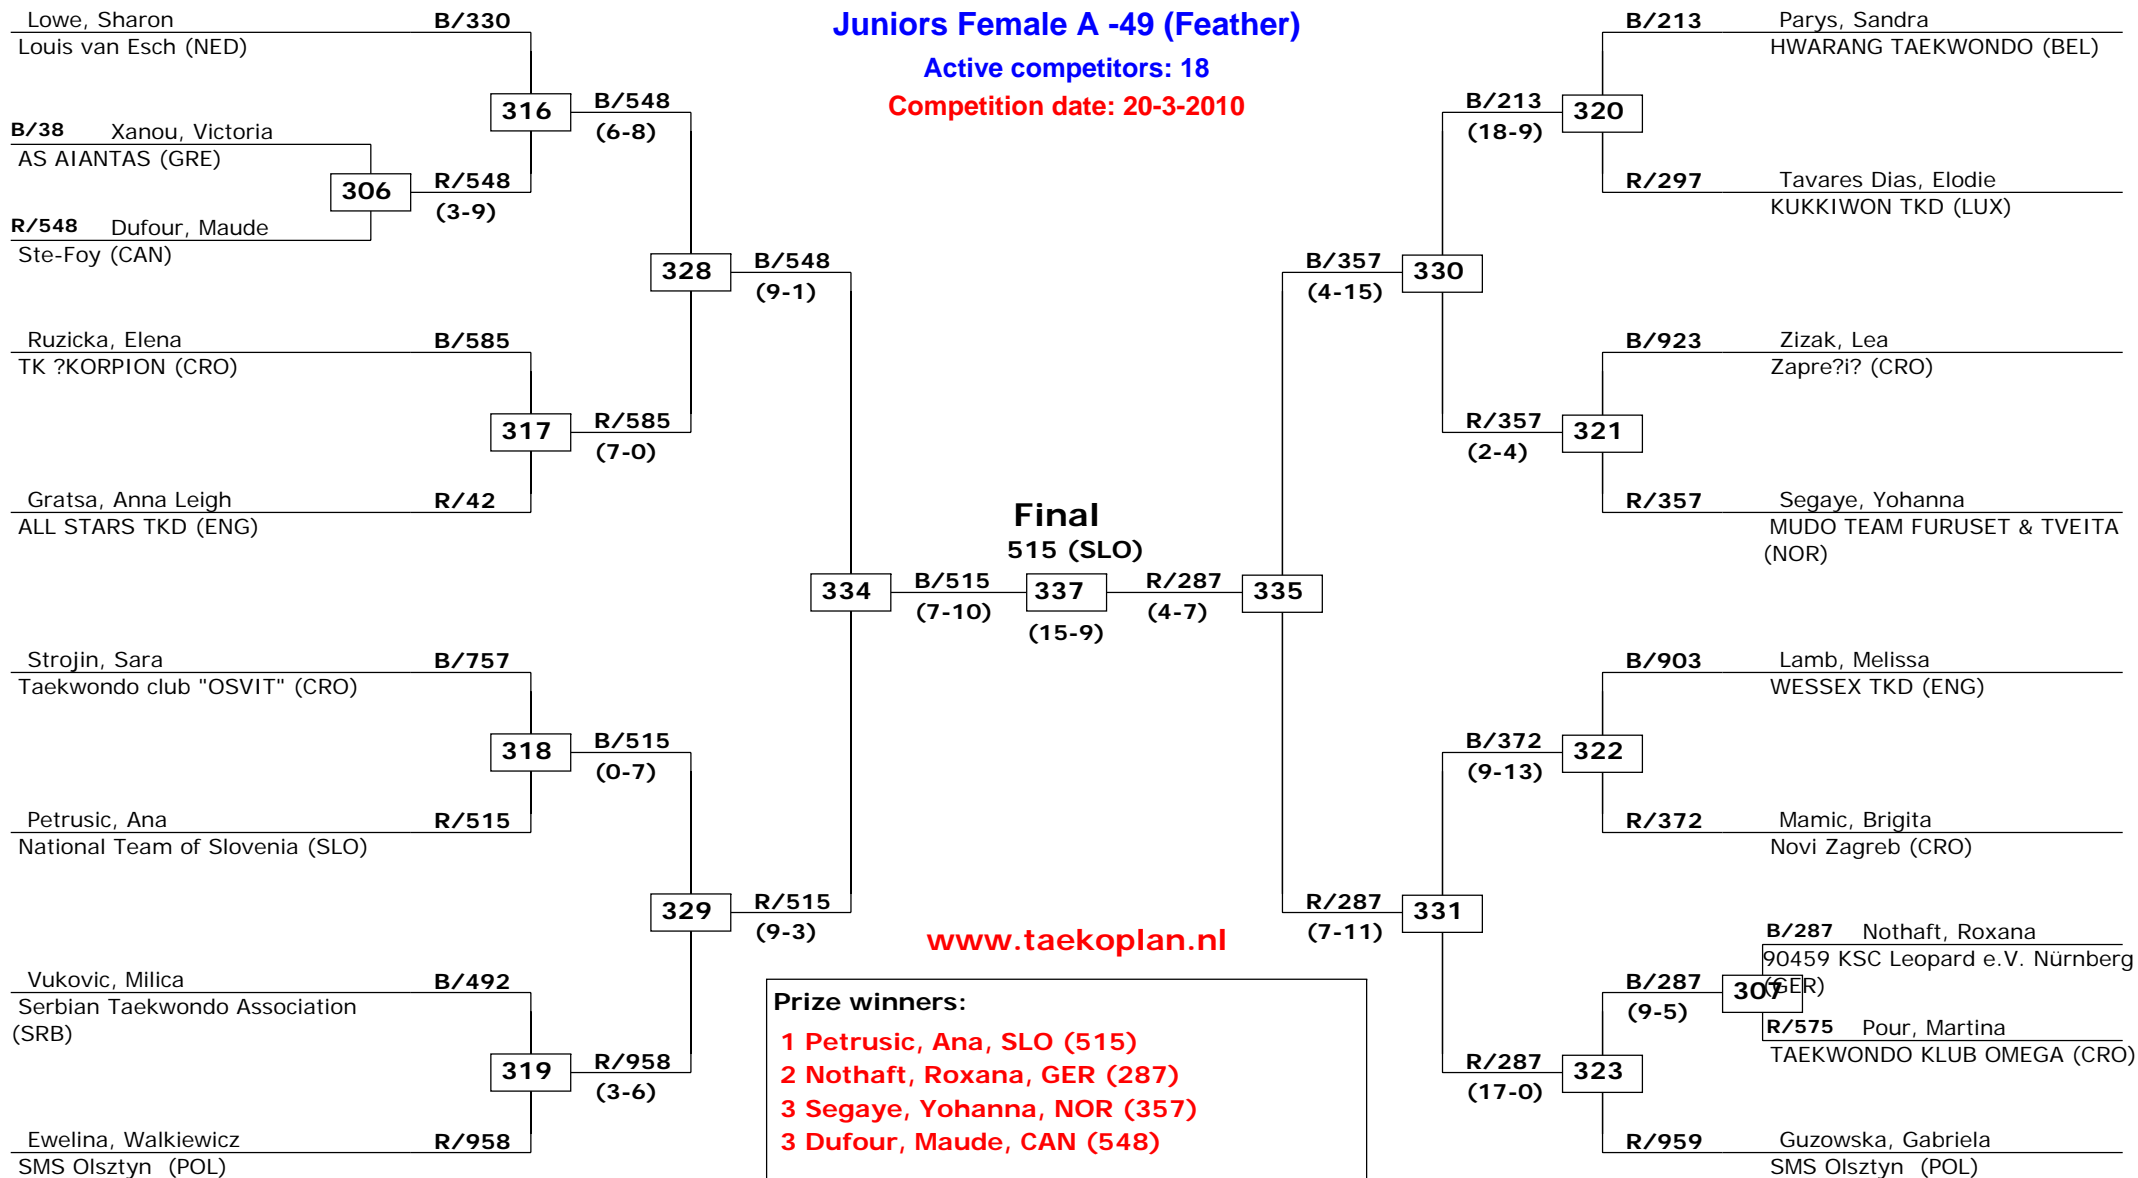 Juniors Female A -49 (Feather)
Active competitors: 18
Competition date: 20-3-2010
Lowe, Sharon B/330
Louis van Esch (NED)
316
B/548
(6-8)
B/38 Xanou, Victoria
AS AIANTAS (GRE)
306
R/548
(3-9)
R/548 Dufour, Maude
Ste-Foy (CAN)
328
B/548
(9-1)
Ruzicka, Elena B/585
TK ?KORPION (CRO)
317
R/585
(7-0)
Gratsa, Anna Leigh R/42
ALL STARS TKD (ENG)
334
B/515
(7-10)
Strojin, Sara B/757
Taekwondo club "OSVIT" (CRO)
318
B/515
(0-7)
Petrusic, Ana R/515
National Team of Slovenia (SLO)
329
R/515
(9-3)
Vukovic, Milica B/492
Serbian Taekwondo Association
(SRB)
319
R/958
(3-6)
Ewelina, Walkiewicz R/958
SMS Olsztyn (POL)
Final
515 (SLO)
337
(15-9)
R/287
(4-7)
335
B/213 Parys, Sandra
HWARANG TAEKWONDO (BEL)
B/213
(18-9)
320
R/297 Tavares Dias, Elodie
KUKKIWON TKD (LUX)
B/357
(4-15)
330
B/923 Zizak, Lea
Zapre?i? (CRO)
R/357
(2-4)
321
R/357 Segaye, Yohanna
MUDO TEAM FURUSET & TVEITA
(NOR)
B/903 Lamb, Melissa
WESSEX TKD (ENG)
B/372
(9-13)
322
R/372 Mamic, Brigita
Novi Zagreb (CRO)
R/287
(7-11)
331
B/287 Nothaft, Roxana
90459 KSC Leopard e.V. Nürnberg
(GER)
B/287
(9-5)
307
R/575 Pour, Martina
TAEKWONDO KLUB OMEGA (CRO)
R/287
(17-0)
323
R/959 Guzowska, Gabriela
SMS Olsztyn (POL)
www.taekoplan.nl
Prize winners:
1 Petrusic, Ana, SLO (515)
2 Nothaft, Roxana, GER (287)
3 Segaye, Yohanna, NOR (357)
3 Dufour, Maude, CAN (548)